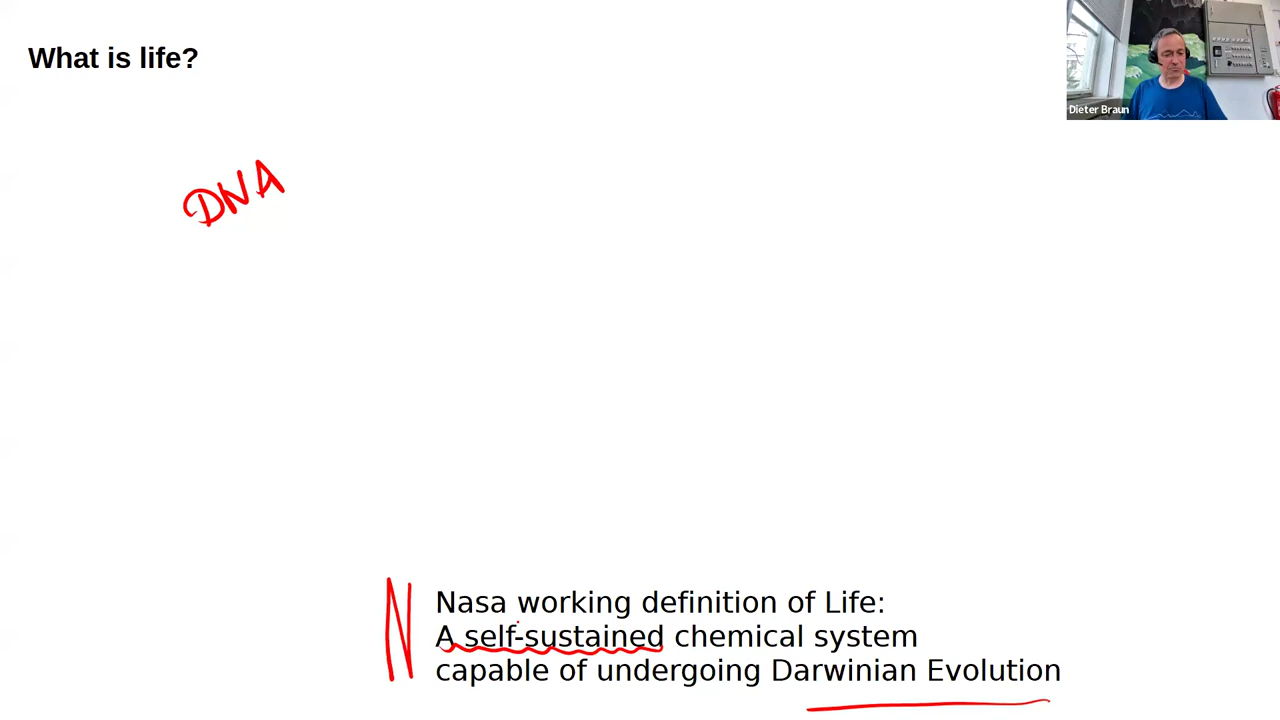 What is life?
Dieter Braun
DNA
Nasa working definition of Life:
A self-sustained chemical system
capable of undergoing Darwinian Evolution